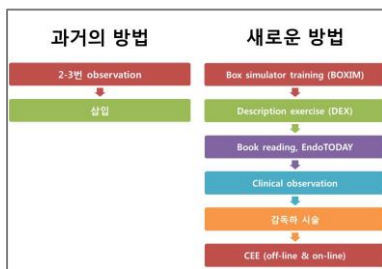 과거의 방법
2-3번 observation
삽입
새로운 방법
Box simulator training (BOXIM)
Description exercise (DEX)
Book reading, EndoTODAY
Clinical observation
감독하 시술
CEE (off-line & on-line)